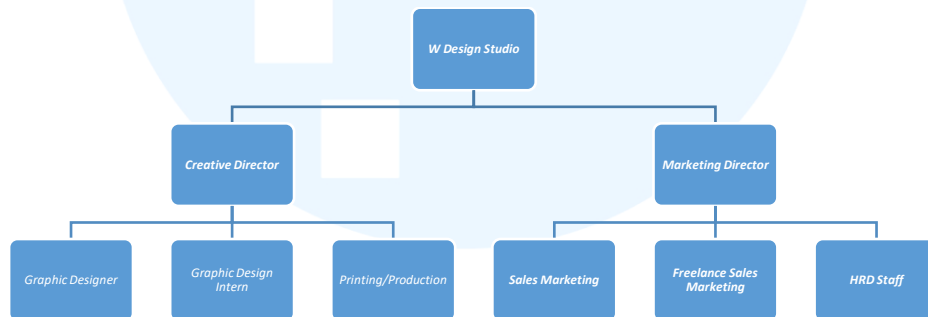 W Design Studio
Creative Director
Marketing Director
Graphic Designer
Graphic Design
Intern
Printing/Production
Sales Marketing
Freelance Sales
Marketing
HRD Staff